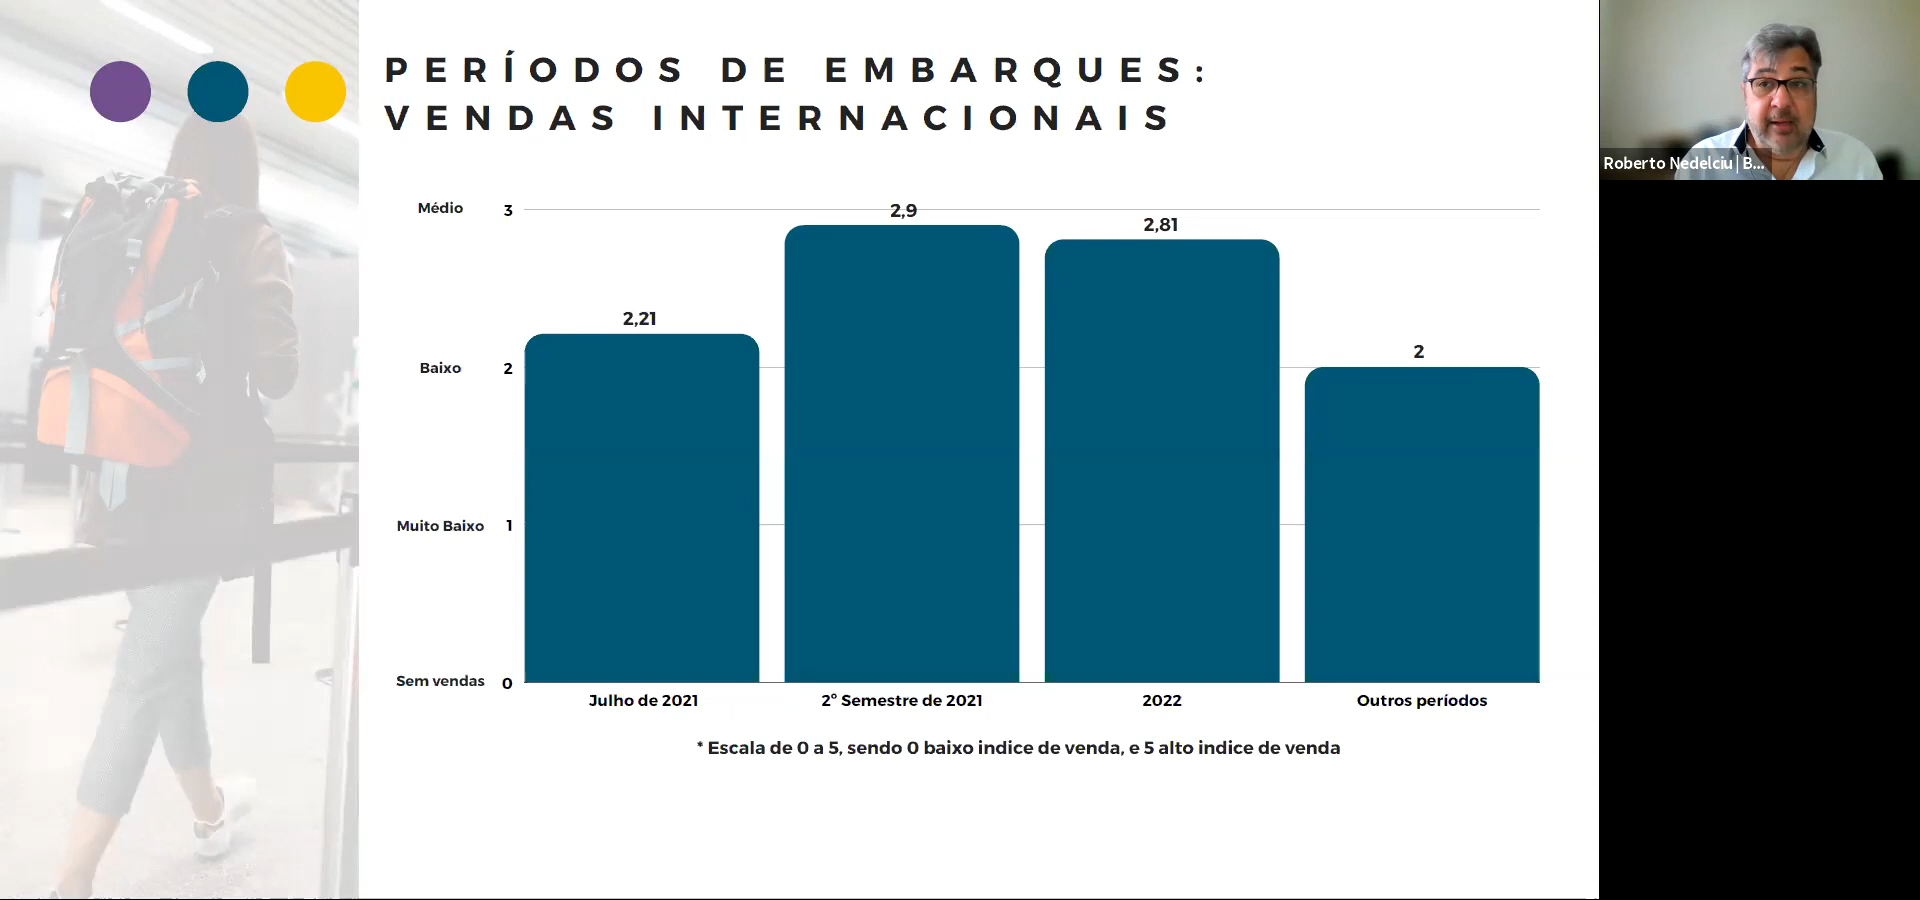 PERÍODOS DE EMBARQUES:
VENDAS INTERNACIONAIS
Roberto Nedelciu | B...
Médio 3
2,9
2,81
2,21
2
Baixo 2
Muito Baixo 1
Sem vendas 0
Julho de 2021 2º Semestre de 2021 2022 Outros períodos
* Escala de 0 a 5, sendo 0 baixo indice de venda, e 5 alto indice de venda